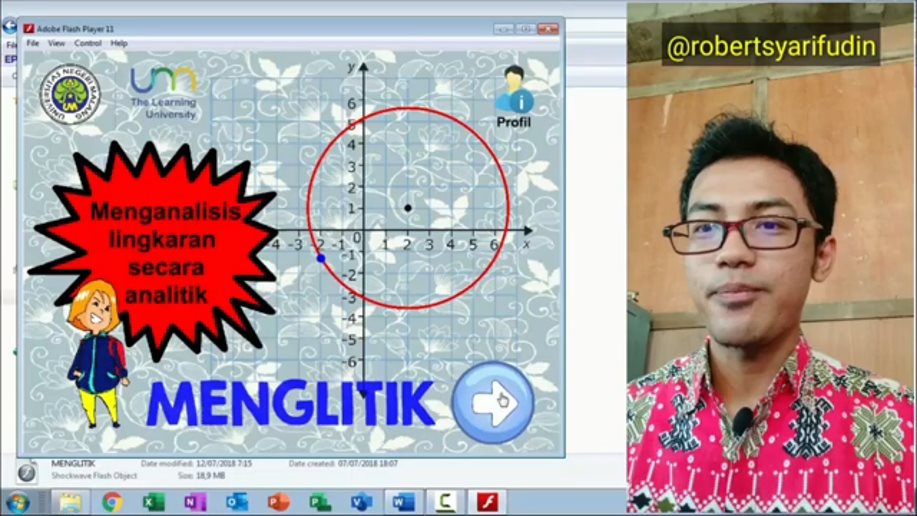 Adobe Flash Player 11
File View Control Help
UNIVERSITAS NEGERI MALANG
um
The Learning
University
Profil
i
y
6
5
4
3
2
1
-4 -3 -2 -1 0 2 3 4 5 6 x
-1
-2
-3
-4
-5
-6
Menganalisis
lingkaran
secara
analitik
MENGLITIK
MENGLITIK Date modified: 12/07/2018 7:15 Date created: 07/07/2018 18:07
Shockwave Flash Object Size: 18,9 MB
@robertsyarifudin